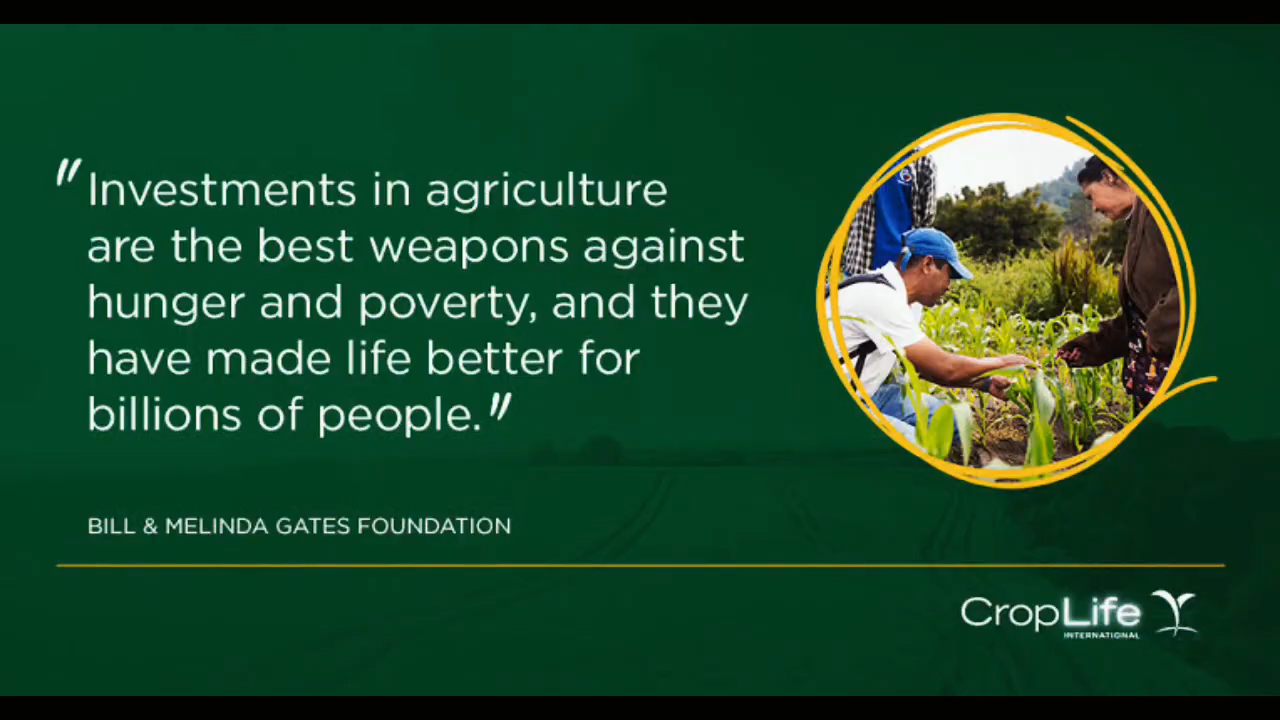 "Investments in agriculture
are the best weapons against
hunger and poverty, and they
have made life better for
billions of people."
BILL & MELINDA GATES FOUNDATION
CropLife
INTERNATIONAL